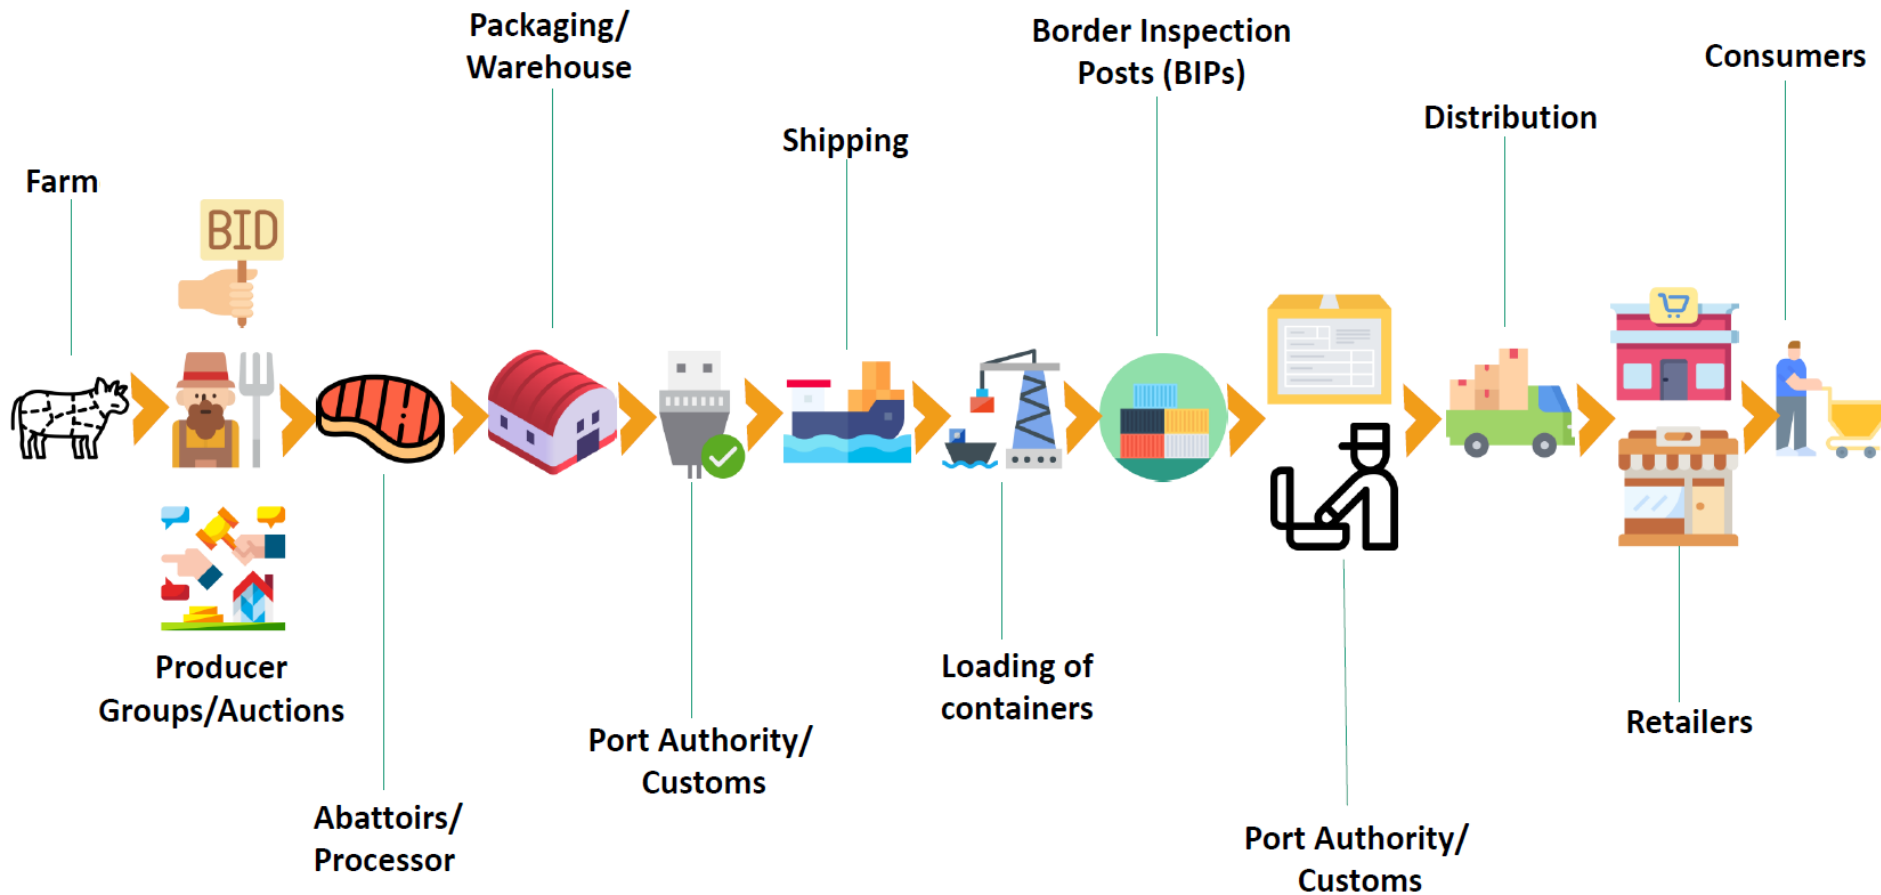 Farm
BID
Producer
Groups/Auctions
Abattoirs/
Processor
Packaging/
Warehouse
Port Authority/
Customs
Shipping
Loading of
containers
Border Inspection
Posts (BIPs)
Port Authority/
Customs
Distribution
Retailers
Consumers